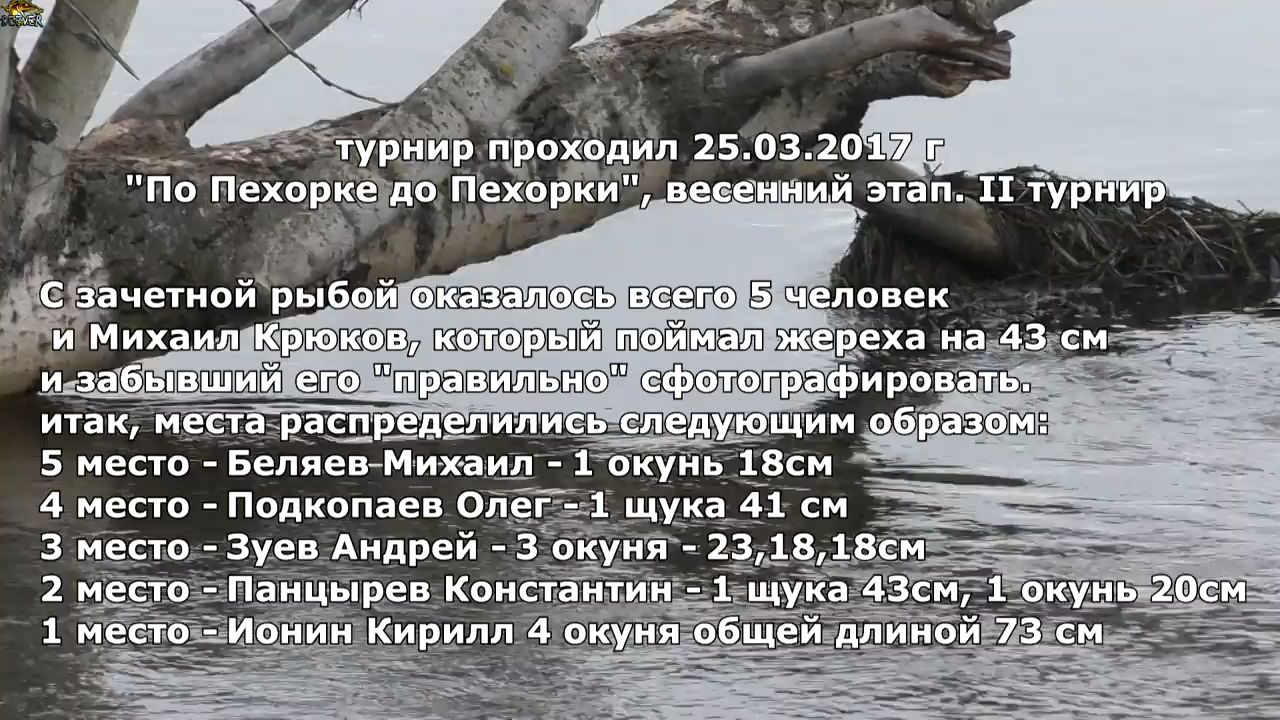 BEEVER
турнир проходил 25.03.2017 г
"По Пехорке до Пехорки", весенний этап. II турнир
С зачетной рыбой оказалось всего 5 человек
и Михаил Крюков, который поймал жереха на 43 см
и забывший его "правильно" сфотографировать.
итак, места распределились следующим образом:
5 место - Беляев Михаил - 1 окунь 18см
4 место - Подкопаев Олег - 1 щука 41 см
3 место - Зуев Андрей - 3 окуня - 23,18,18см
2 место - Панцырев Константин - 1 щука 43см, 1 окунь 20см
1 место - Ионин Кирилл 4 окуня общей длиной 73 см